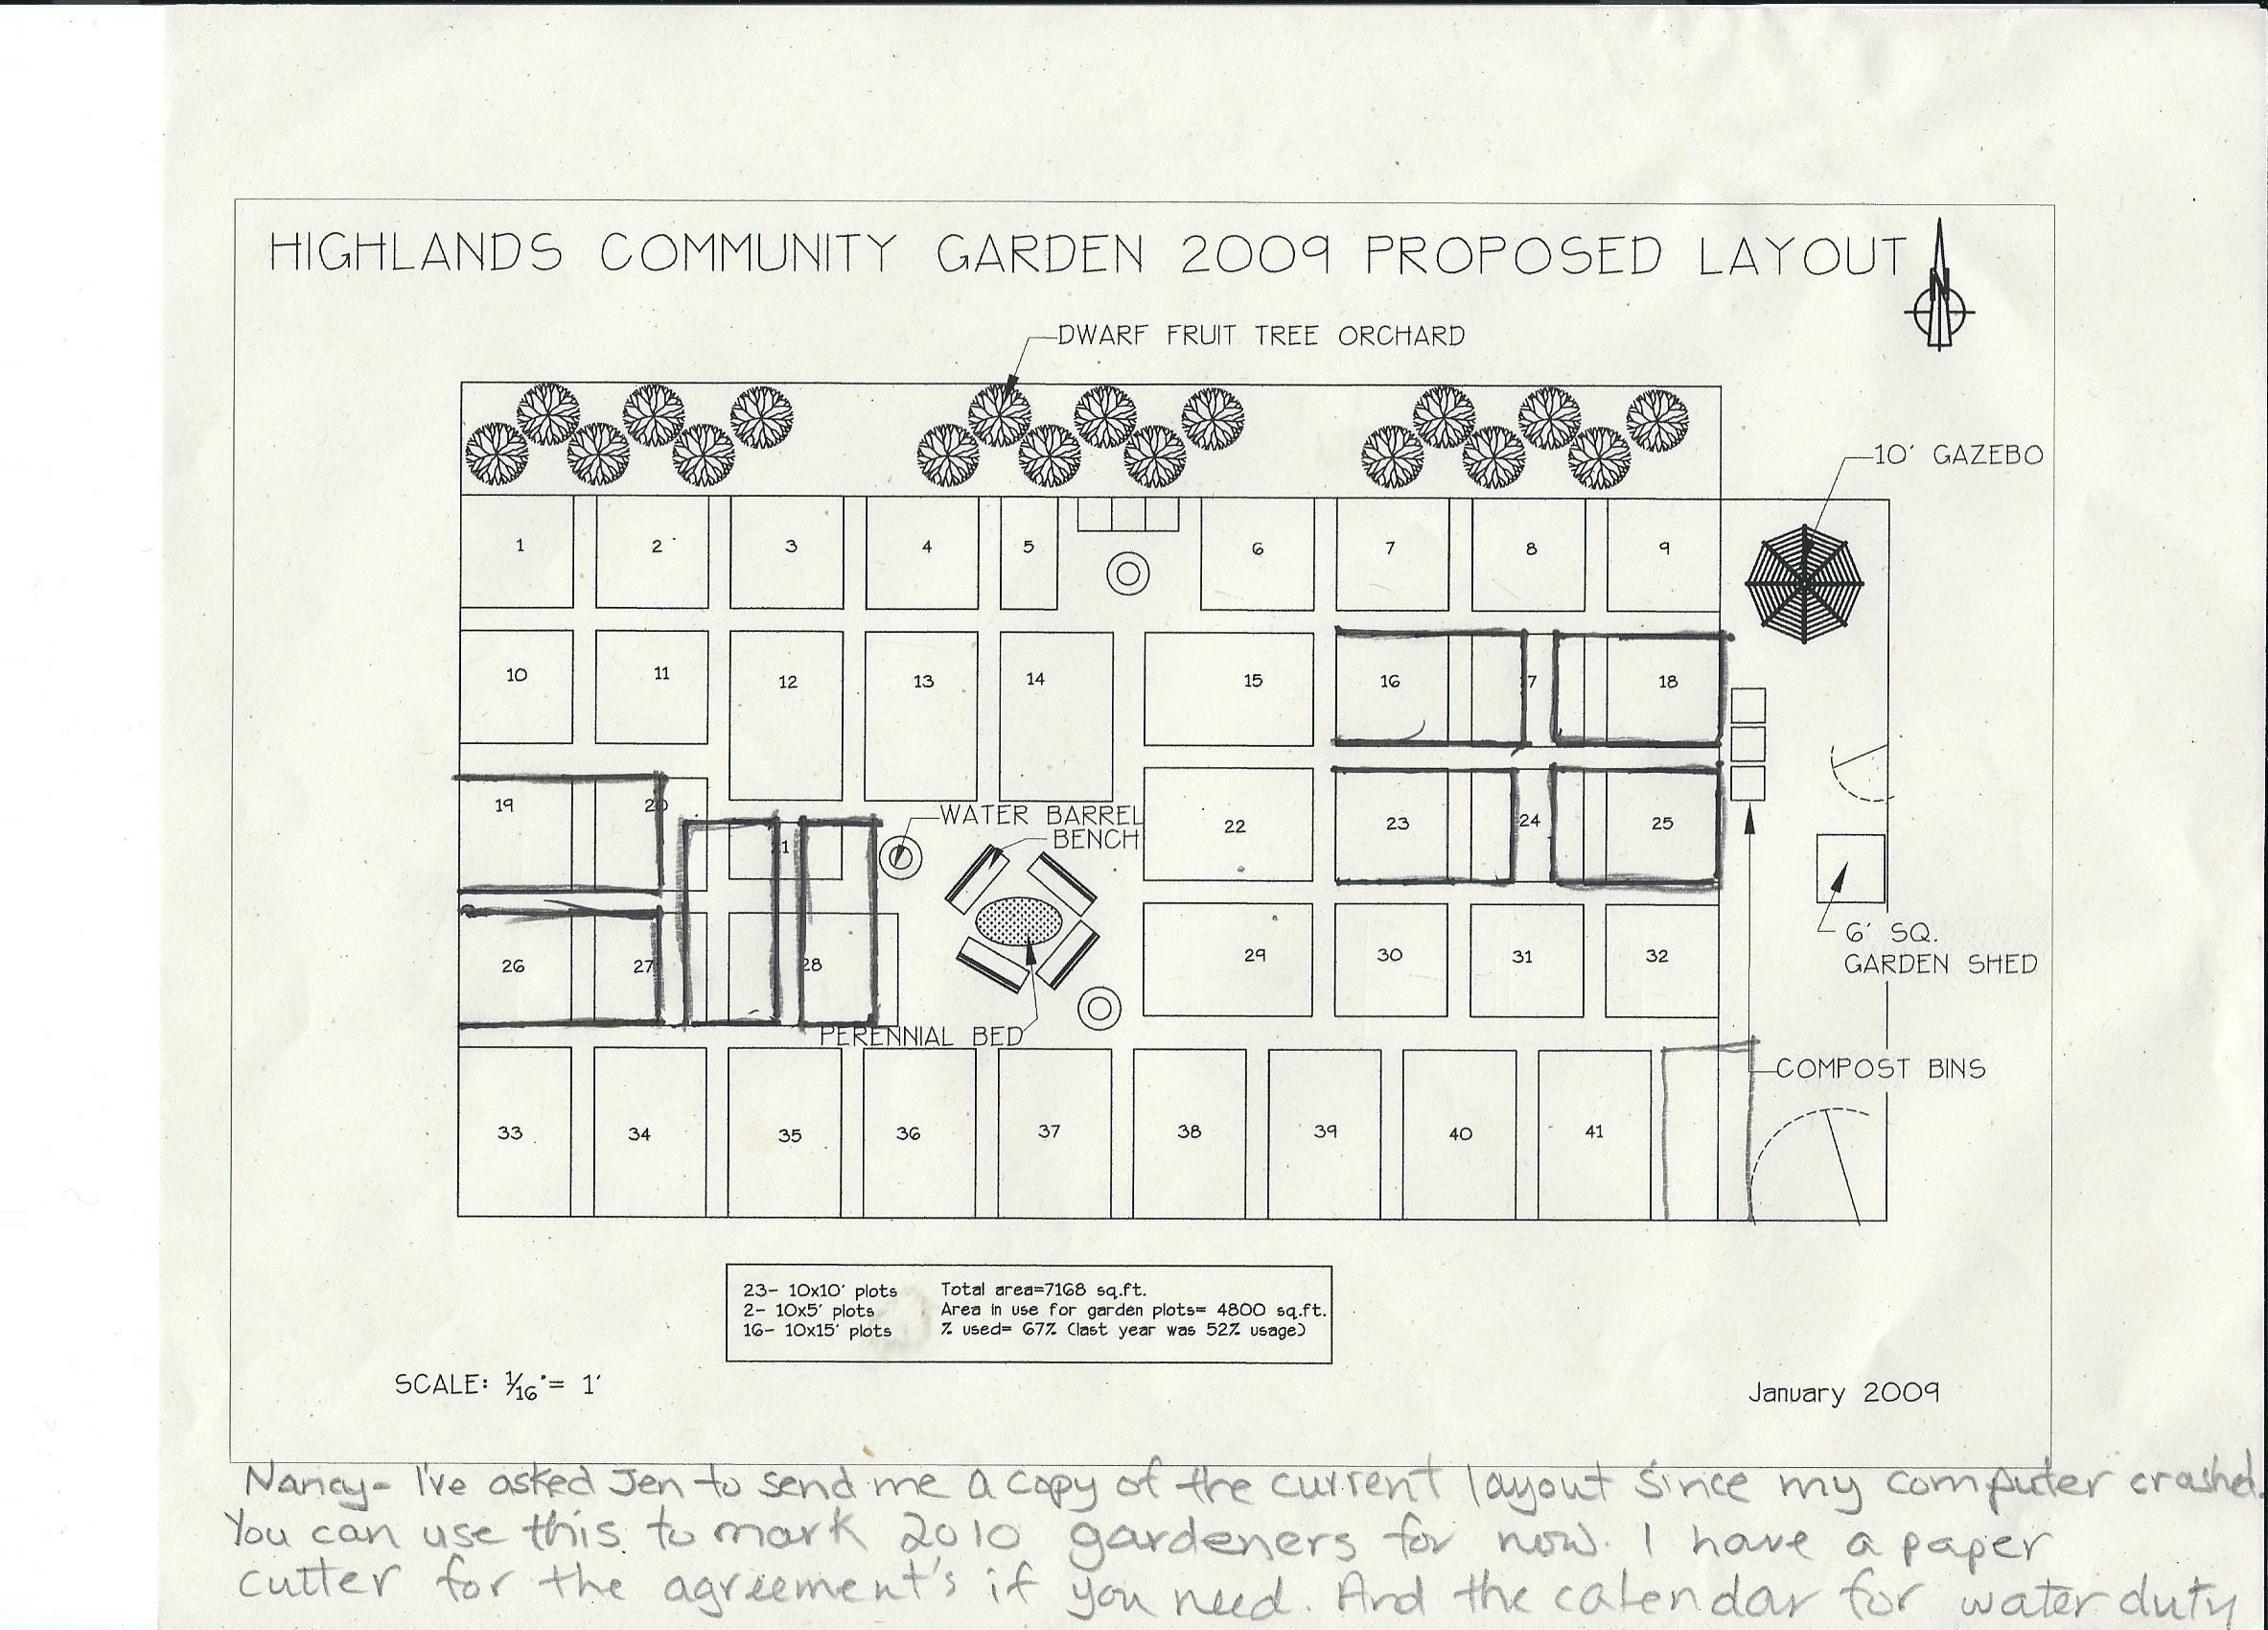 HIGHLANDS COMMUNITY GARDEN 2009 PROPOSED LAYOUT
N
DWARF FRUIT TREE ORCHARD
10' GAZEBO
1 2 3 4 5 6 7 8 9
10 11 12 13 14 15 16 17 18
19 20 21 22 23 24 25
WATER BARREL
BENCH
6' SQ.
GARDEN SHED
26 27 28 29 30 31 32
PERENNIAL BED
COMPOST BINS
33 34 35 36 37 38 39 40 41
23- 10x10' plots Total area=7168 sq.ft.
2- 10x5' plots Area in use for garden plots= 4800 sq.ft.
16- 10x15' plots % used= 67% (last year was 52% usage)
SCALE: 1/16"= 1'
January 2009
Nancy- I've asked Jen to send me a copy of the current layout since my computer crashed.
You can use this to mark 2010 gardeners for now. I have a paper
cutter for the agreement's if you need. And the calendar for water duty